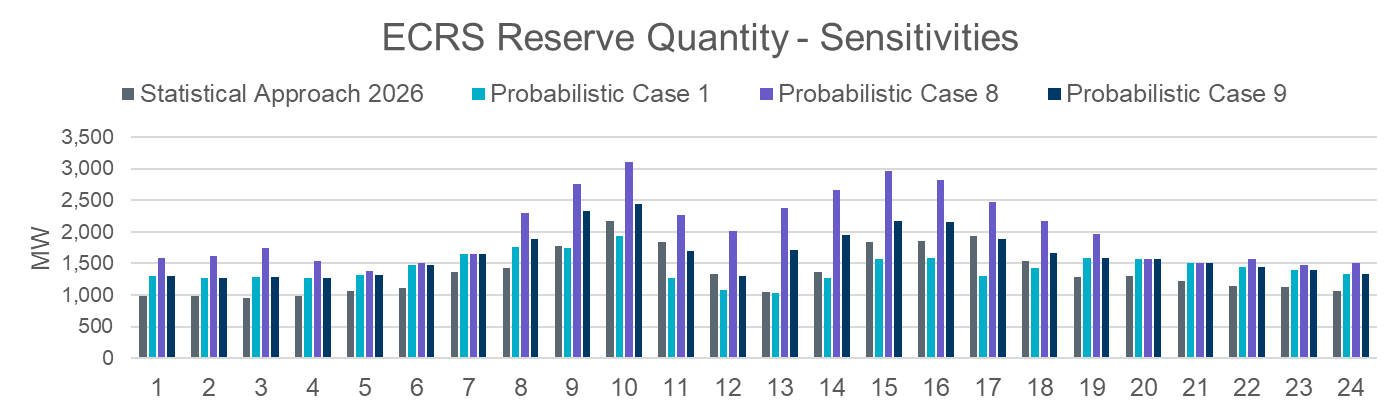 ECRS Reserve Quantity - Sensitivities
Statistical Approach 2026 Probabilistic Case 1 Probabilistic Case 8 Probabilistic Case 9
MW
3,500
3,000
2,500
2,000
1,500
1,000
500
0
1 2 3 4 5 6 7 8 9 10 11 12 13 14 15 16 17 18 19 20 21 22 23 24